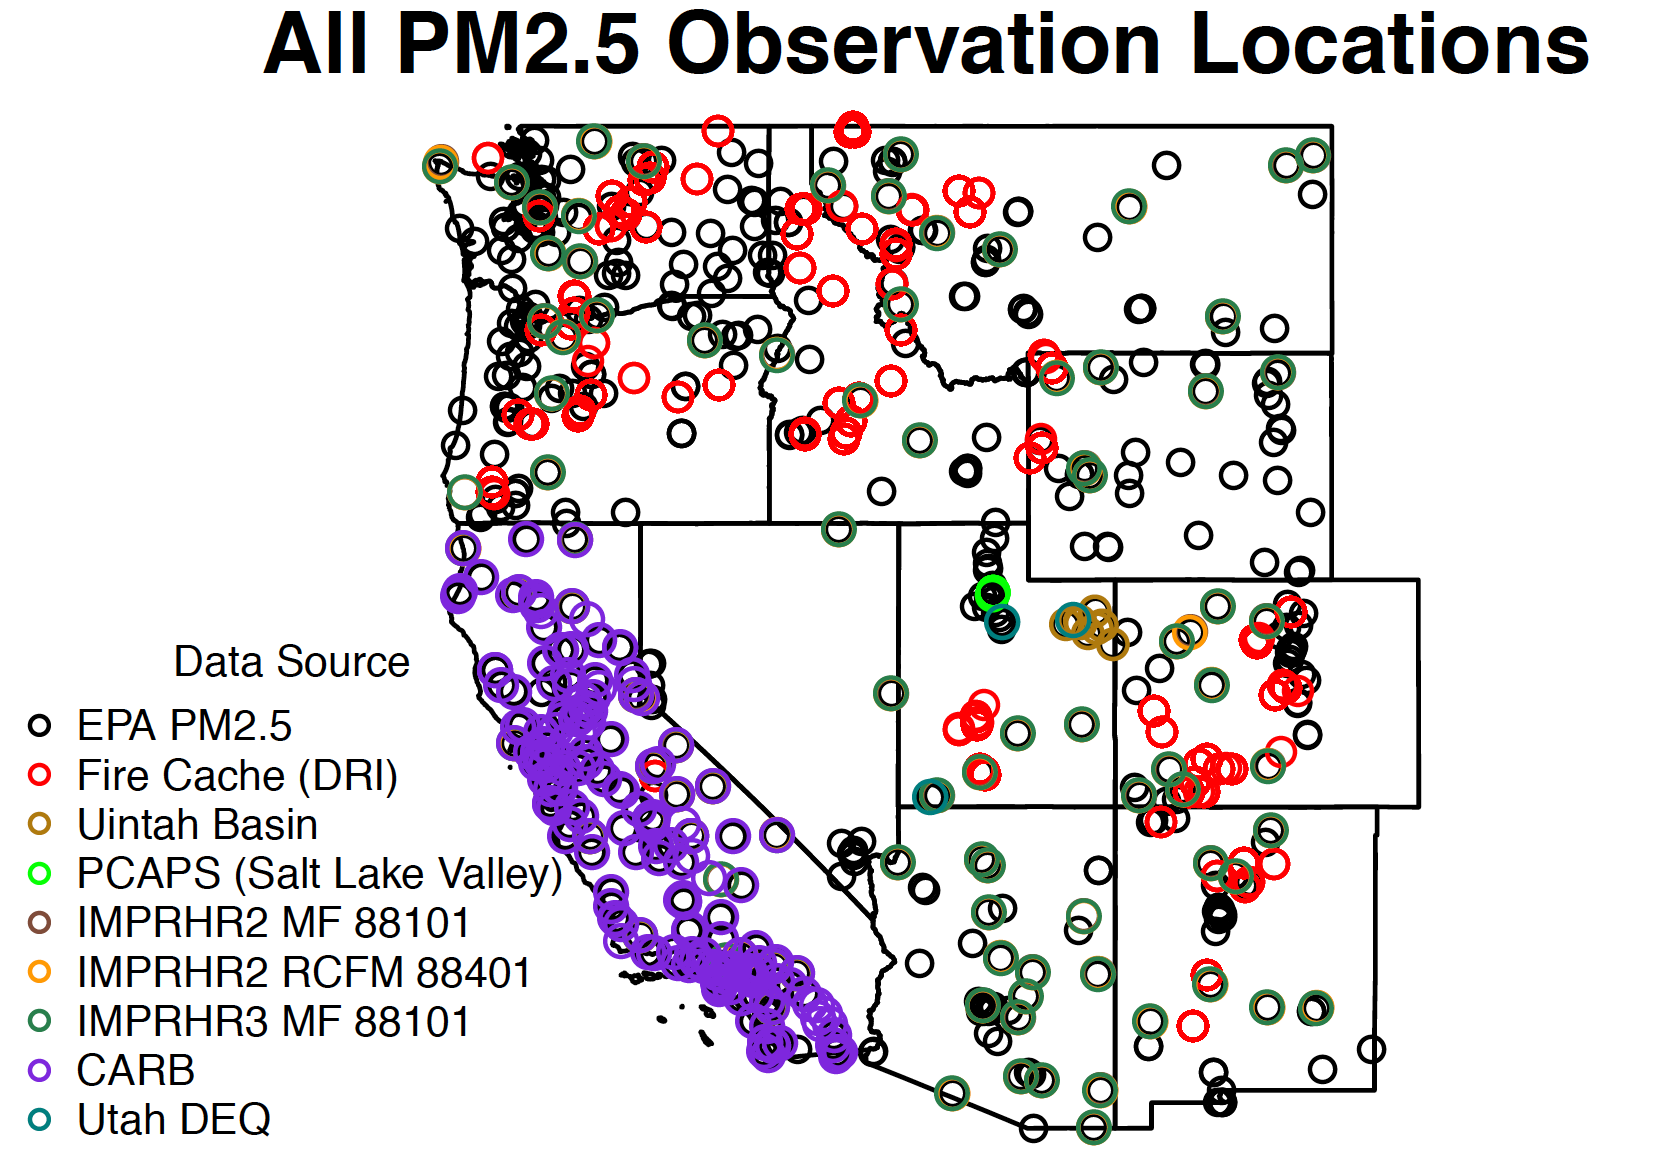 All PM2.5 Observation Locations
Data Source
EPA PM2.5
Fire Cache (DRI)
Uintah Basin
PCAPS (Salt Lake Valley)
IMPRHR2 MF 88101
IMPRHR2 RCFM 88401
IMPRHR3 MF 88101
CARB
Utah DEQ